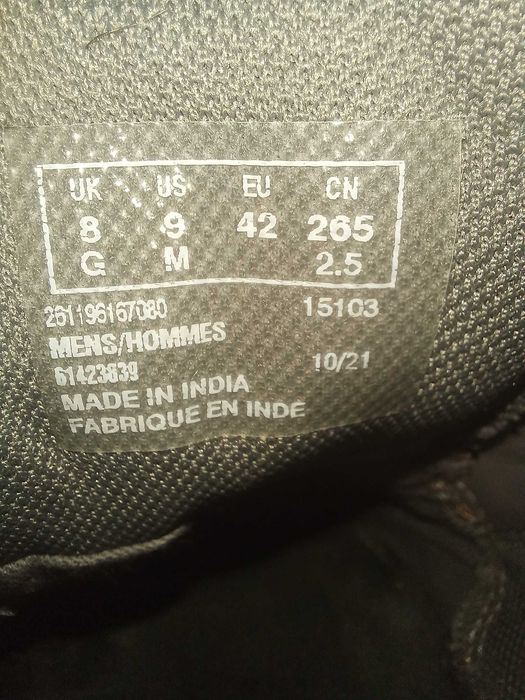 UK US EU CN
8 9 42 265
G M 2.5
261196167080 15103
MENS/HOMMES
61423639 10/21
MADE IN INDIA
FABRIQUE EN INDE